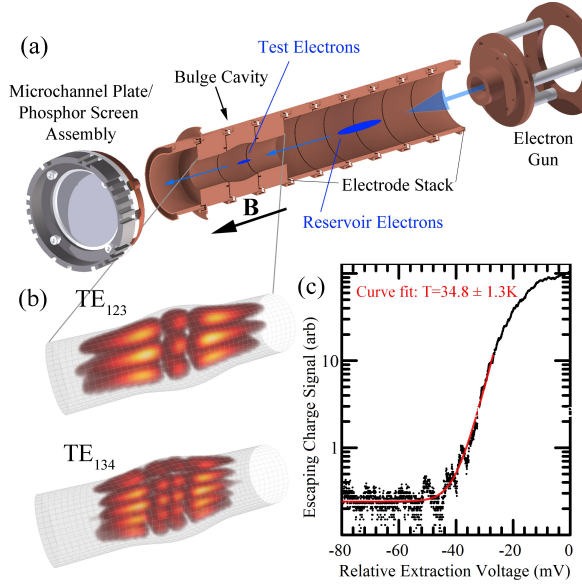 (a)
Test Electrons
Bulge Cavity
Microchannel Plate/
Phosphor Screen
Assembly
Electron
Gun
Electrode Stack
B
Reservoir Electrons
(b)
TE123
TE134
(c)
Curve fit: T=34.8 ± 1.3K
Escaping Charge Signal (arb)
10
1
-80
-60
-40
-20
0
Relative Extraction Voltage (mV)